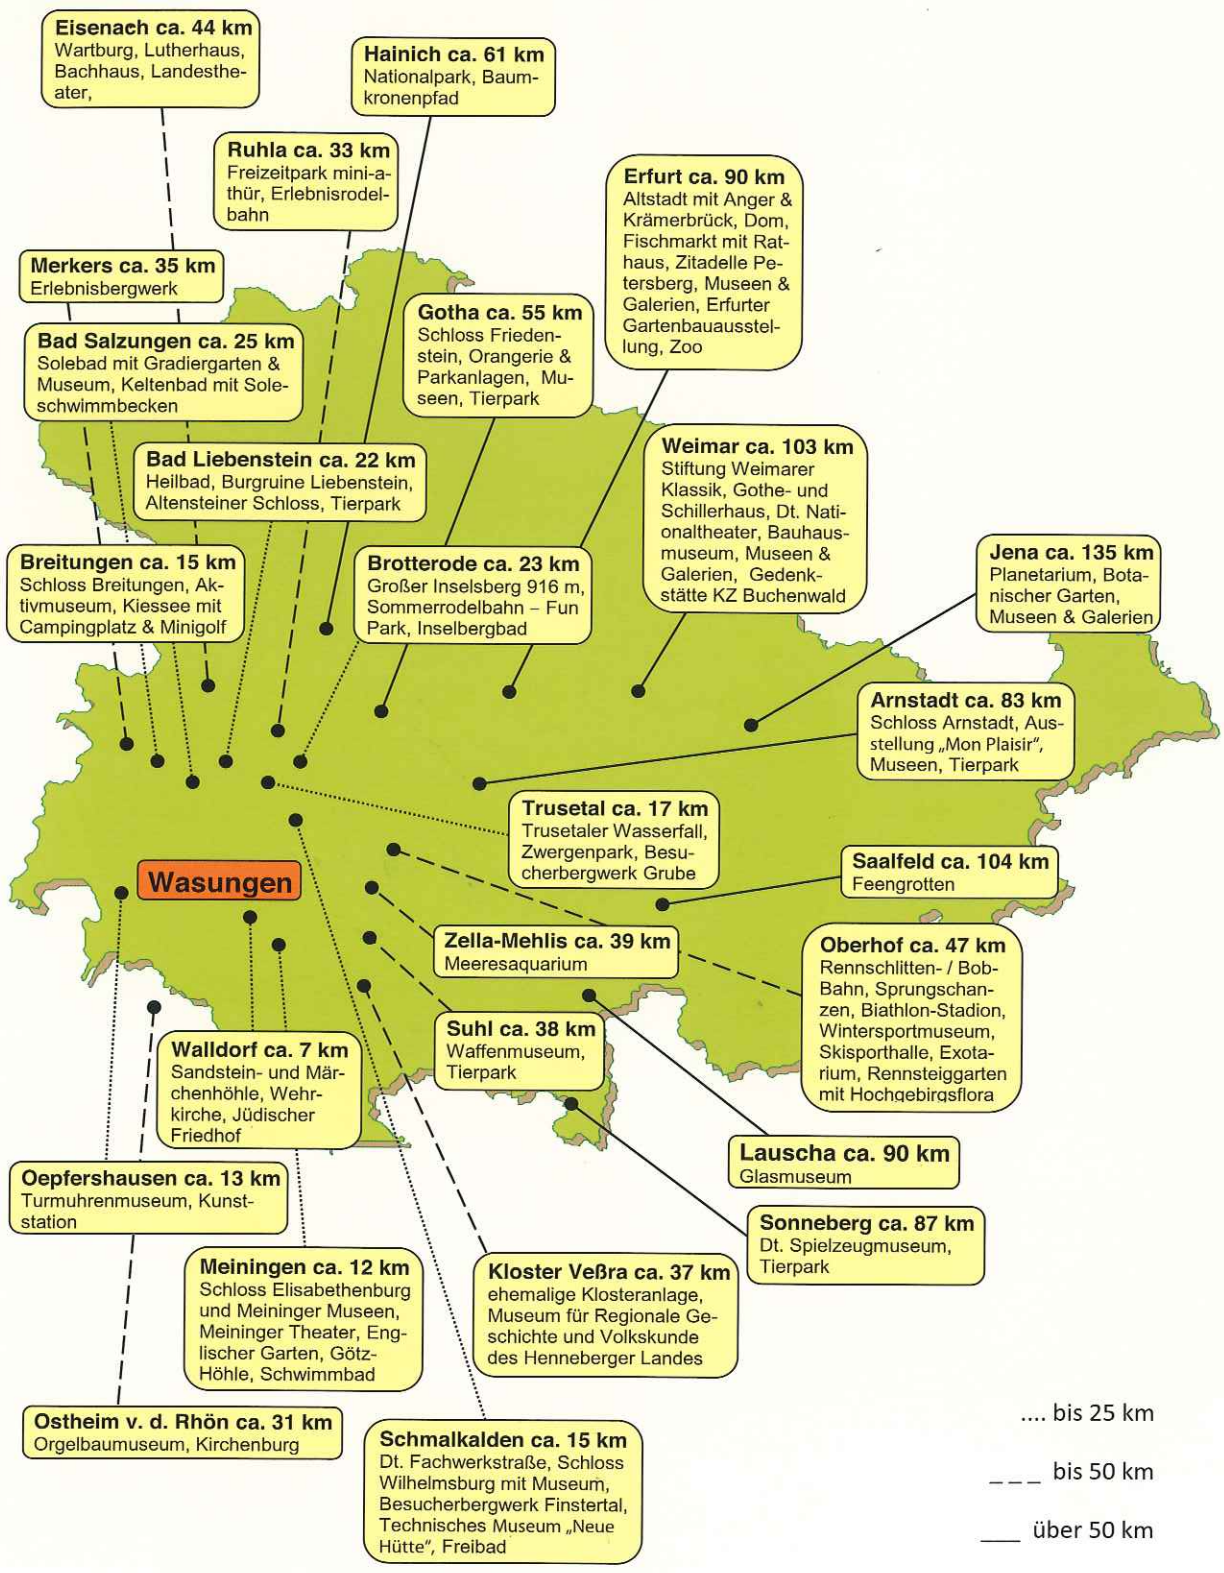 Eisenach ca. 44 km
Wartburg, Lutherhaus,
Bachhaus, Landesthe-
ater,
Hainich ca. 61 km
Nationalpark, Baum-
kronenpfad
Ruhla ca. 33 km
Freizeitpark mini-a-
thür, Erlebnisrodel-
bahn
Erfurt ca. 90 km
Altstadt mit Anger &
Krämerbrück, Dom,
Fischmarkt mit Rat-
haus, Zitadelle Pe-
tersberg, Museen &
Galerien, Erfurter
Gartenbauausstel-
lung, Zoo
Merkers ca. 35 km
Erlebnisbergwerk
Gotha ca. 55 km
Schloss Frieden-
stein, Orangerie &
Parkanlagen, Mu-
seen, Tierpark
Bad Salzungen ca. 25 km
Solebad mit Gradiergarten &
Museum, Keltenbad mit Sole-
schwimmbecken
Bad Liebenstein ca. 22 km
Heilbad, Burgruine Liebenstein,
Altensteiner Schloss, Tierpark
Weimar ca. 103 km
Stiftung Weimarer
Klassik, Gothe- und
Schillerhaus, Dt. Nati-
onaltheater, Bauhaus-
museum, Museen &
Galerien, Gedenk-
stätte KZ Buchenwald
Breitungen ca. 15 km
Schloss Breitungen, Ak-
tivmuseum, Kiessee mit
Campingplatz & Minigolf
Brotterode ca. 23 km
Großer Inselsberg 916 m,
Sommerrodelbahn – Fun
Park, Inselbergbad
Jena ca. 135 km
Planetarium, Bota-
nischer Garten,
Museen & Galerien
Arnstadt ca. 83 km
Schloss Arnstadt, Aus-
stellung „Mon Plaisir“,
Museen, Tierpark
Trusetal ca. 17 km
Trusetaler Wasserfall,
Zwergenpark, Besu-
cherbergwerk Grube
Saalfeld ca. 104 km
Feengrotten
Wasungen
Zella-Mehlis ca. 39 km
Meeresaquarium
Oberhof ca. 47 km
Rennschlitten- / Bob-
Bahn, Sprungschan-
zen, Biathlon-Stadion,
Wintersportmuseum,
Skisporthalle, Exota-
rium, Rennsteiggarten
mit Hochgebirgsflora
Suhl ca. 38 km
Waffenmuseum,
Tierpark
Walldorf ca. 7 km
Sandstein- und Mär-
chenhöhle, Wehr-
kirche, Jüdischer
Friedhof
Lauscha ca. 90 km
Glasmuseum
Oepfershausen ca. 13 km
Turmuhrenmuseum, Kunst-
station
Sonneberg ca. 87 km
Dt. Spielzeugmuseum,
Tierpark
Meiningen ca. 12 km
Schloss Elisabethenburg
und Meininger Museen,
Meininger Theater, Eng-
lischer Garten, Götz-
Höhle, Schwimmbad
Kloster Veßra ca. 37 km
ehemalige Klosteranlage,
Museum für Regionale Ge-
schichte und Volkskunde
des Henneberger Landes
Ostheim v. d. Rhön ca. 31 km
Orgelbaumuseum, Kirchenburg
Schmalkalden ca. 15 km
Dt. Fachwerkstraße, Schloss
Wilhelmsburg mit Museum,
Besucherbergwerk Finstertal,
Technisches Museum „Neue
Hütte“, Freibad
.... bis 25 km
_ _ _ bis 50 km
___ über 50 km